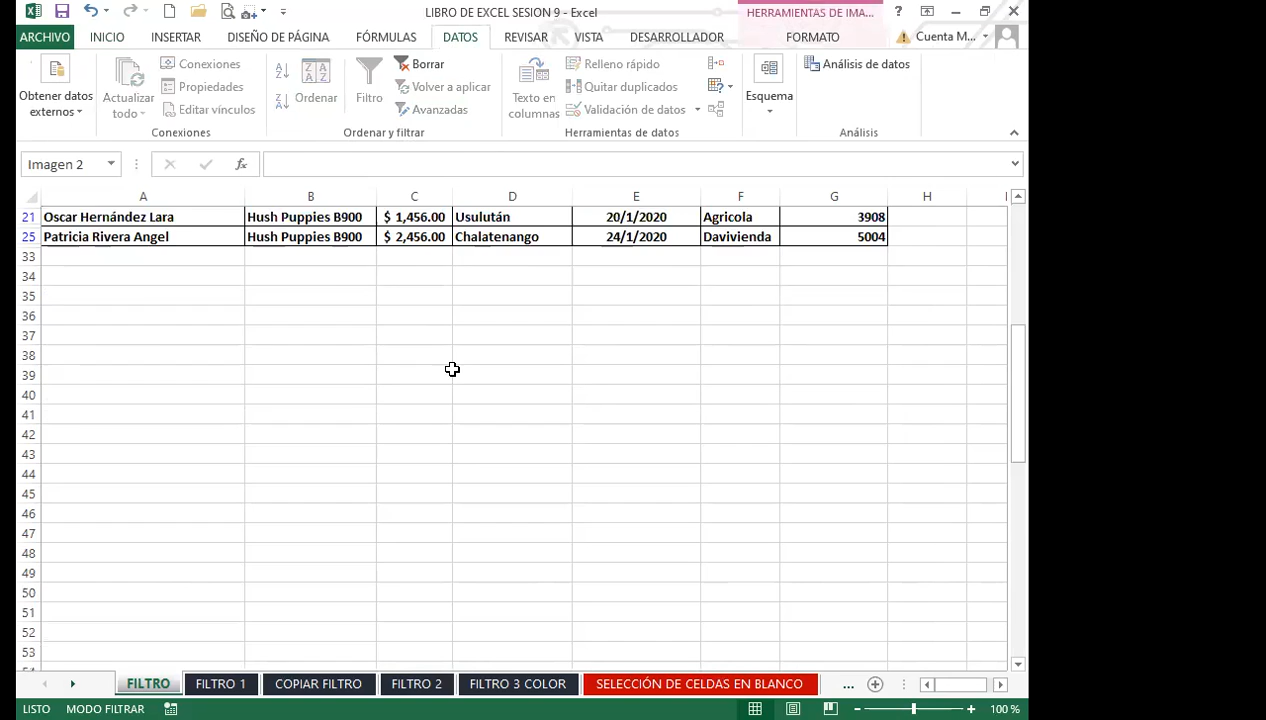 LIBRO DE EXCEL SESION 9 - Excel
HERRAMIENTAS DE IMA...
?
ARCHIVO INICIO INSERTAR DISEÑO DE PÁGINA FÓRMULAS DATOS REVISAR VISTA DESARROLLADOR FORMATO Cuenta M...
Obtener datos
externos
Actualizar
todo
Conexiones
Propiedades
Editar vínculos
Conexiones
Ordenar
Filtro
Borrar
Volver a aplicar
Avanzadas
Ordenar y filtrar
Texto en
columnas
Relleno rápido
Quitar duplicados
Validación de datos
Herramientas de datos
Esquema
Análisis de datos
Análisis
Imagen 2
fx
A B C D E F G H I
21 Oscar Hernández Lara Hush Puppies B900 $ 1,456.00 Usulután 20/1/2020 Agricola 3908
25 Patricia Rivera Angel Hush Puppies B900 $ 2,456.00 Chalatenango 24/1/2020 Davivienda 5004
33
34
35
36
37
38
39
40
41
42
43
44
45
46
47
48
49
50
51
52
53
54
FILTRO FILTRO 1 COPIAR FILTRO FILTRO 2 FILTRO 3 COLOR SELECCIÓN DE CELDAS EN BLANCO ...
LISTO MODO FILTRAR 100 %